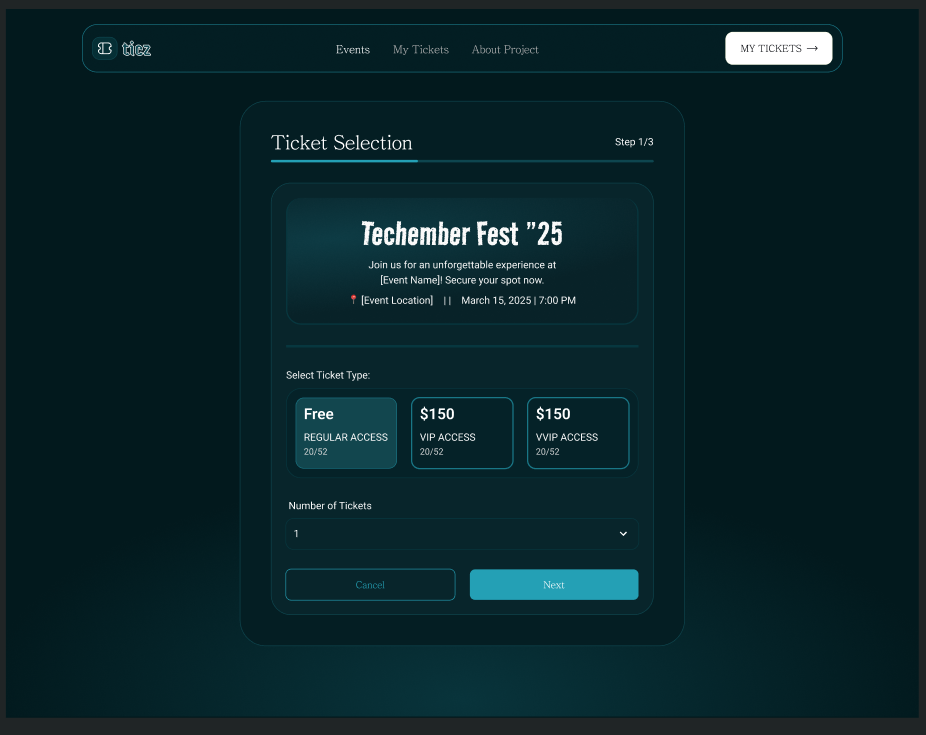 ticz
Events
My Tickets
About Project
MY TICKETS →
Ticket Selection
Step 1/3
Techember Fest ”25
Join us for an unforgettable experience at
[Event Name]! Secure your spot now.
📍 [Event Location] || March 15, 2025 | 7:00 PM
Select Ticket Type:
Free
REGULAR ACCESS
20/52
$150
VIP ACCESS
20/52
$150
VVIP ACCESS
20/52
Number of Tickets
1
Cancel
Next